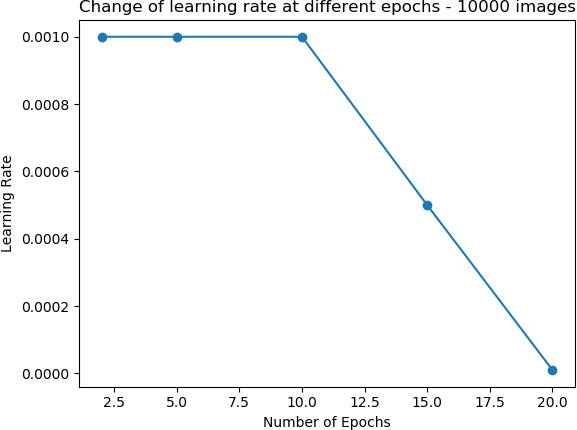 Change of learning rate at different epochs - 10000 images
0.0010
0.0008
0.0006
0.0004
0.0002
0.0000
Learning Rate
2.5 5.0 7.5 10.0 12.5 15.0 17.5 20.0
Number of Epochs